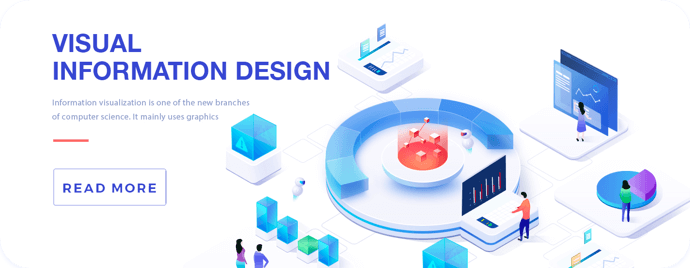 VISUAL
INFORMATION DESIGN
Information visualization is one of the new branches
of computer science. It mainly uses graphics
READ MORE